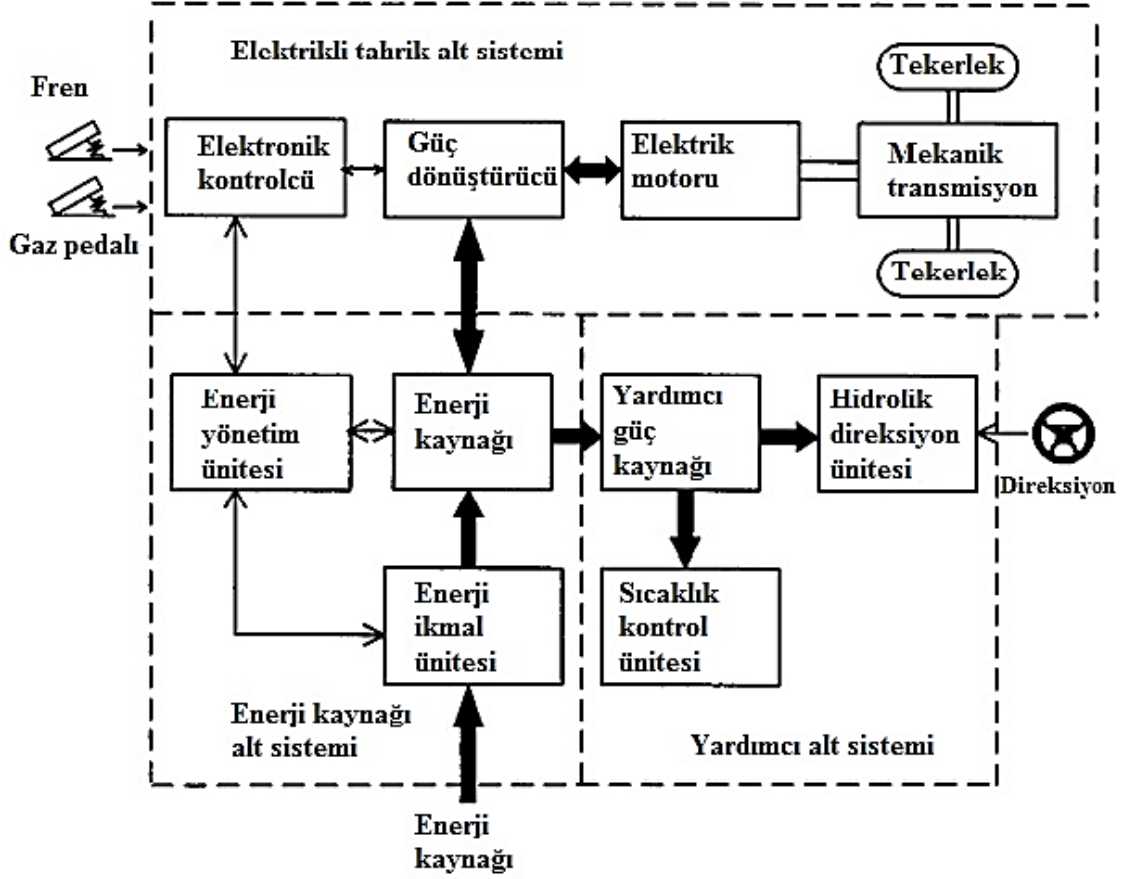 Elektrikli tahrik alt sistemi
Tekerlek
Fren
Elektronik
kontrolcü
Güç
dönüştürücü
Elektrik
motoru
Mekanik
transmisyon
Gaz pedalı
Tekerlek
Enerji
yönetim
ünitesi
Enerji
kaynağı
Yardımcı
güç
kaynağı
Hidrolik
direksiyon
ünitesi
Direksiyon
Enerji
ikmal
ünitesi
Sıcaklık
kontrol
ünitesi
Enerji kaynağı
alt sistemi
Yardımcı alt sistemi
Enerji
kaynağı